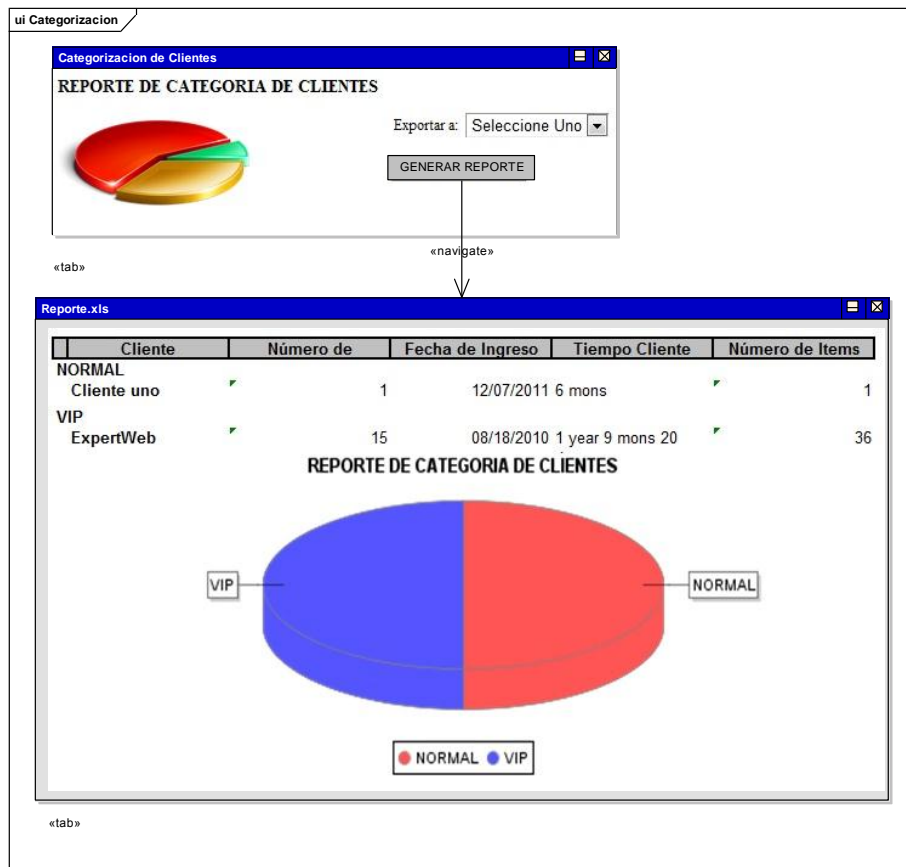 ui Categorizacion
Categorizacion de Clientes
REPORTE DE CATEGORIA DE CLIENTES
Exportar a: Seleccione Uno
GENERAR REPORTE
«navigate»
«tab»
Reporte.xls
Cliente Número de Fecha de Ingreso Tiempo Cliente Número de Items
NORMAL
Cliente uno 1 12/07/2011 6 mons 1
VIP
ExpertWeb 15 08/18/2010 1 year 9 mons 20 36
REPORTE DE CATEGORIA DE CLIENTES
VIP NORMAL
NORMAL VIP
«tab»